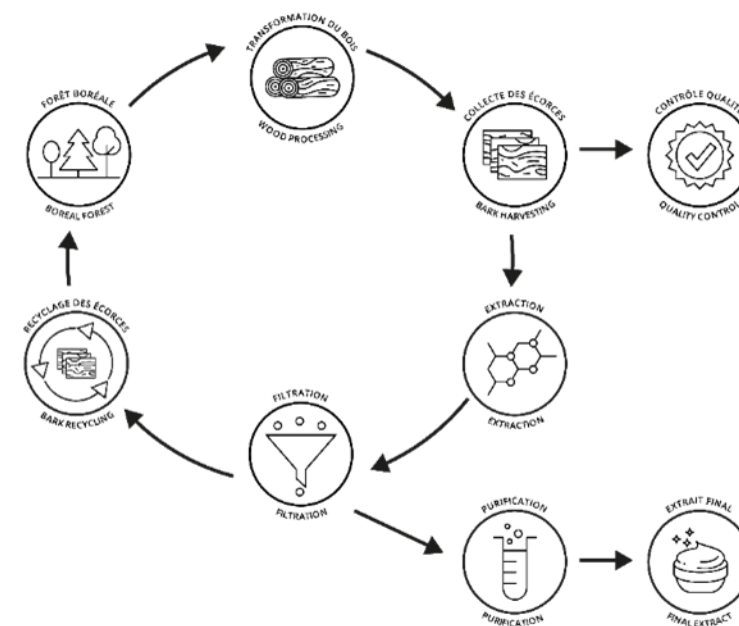 TRANSFORMATION DU BOIS
WOOD PROCESSING
FORÊT BORÉALE
BOREAL FOREST
COLLECTE DES ÉCORCES
BARK HARVESTING
CONTRÔLE QUALITÉ
QUALITY CONTROL
RECYCLAGE DES ÉCORCES
BARK RECYCLING
EXTRACTION
EXTRACTION
FILTRATION
FILTRATION
PURIFICATION
PURIFICATION
EXTRAIT FINAL
FINAL EXTRACT